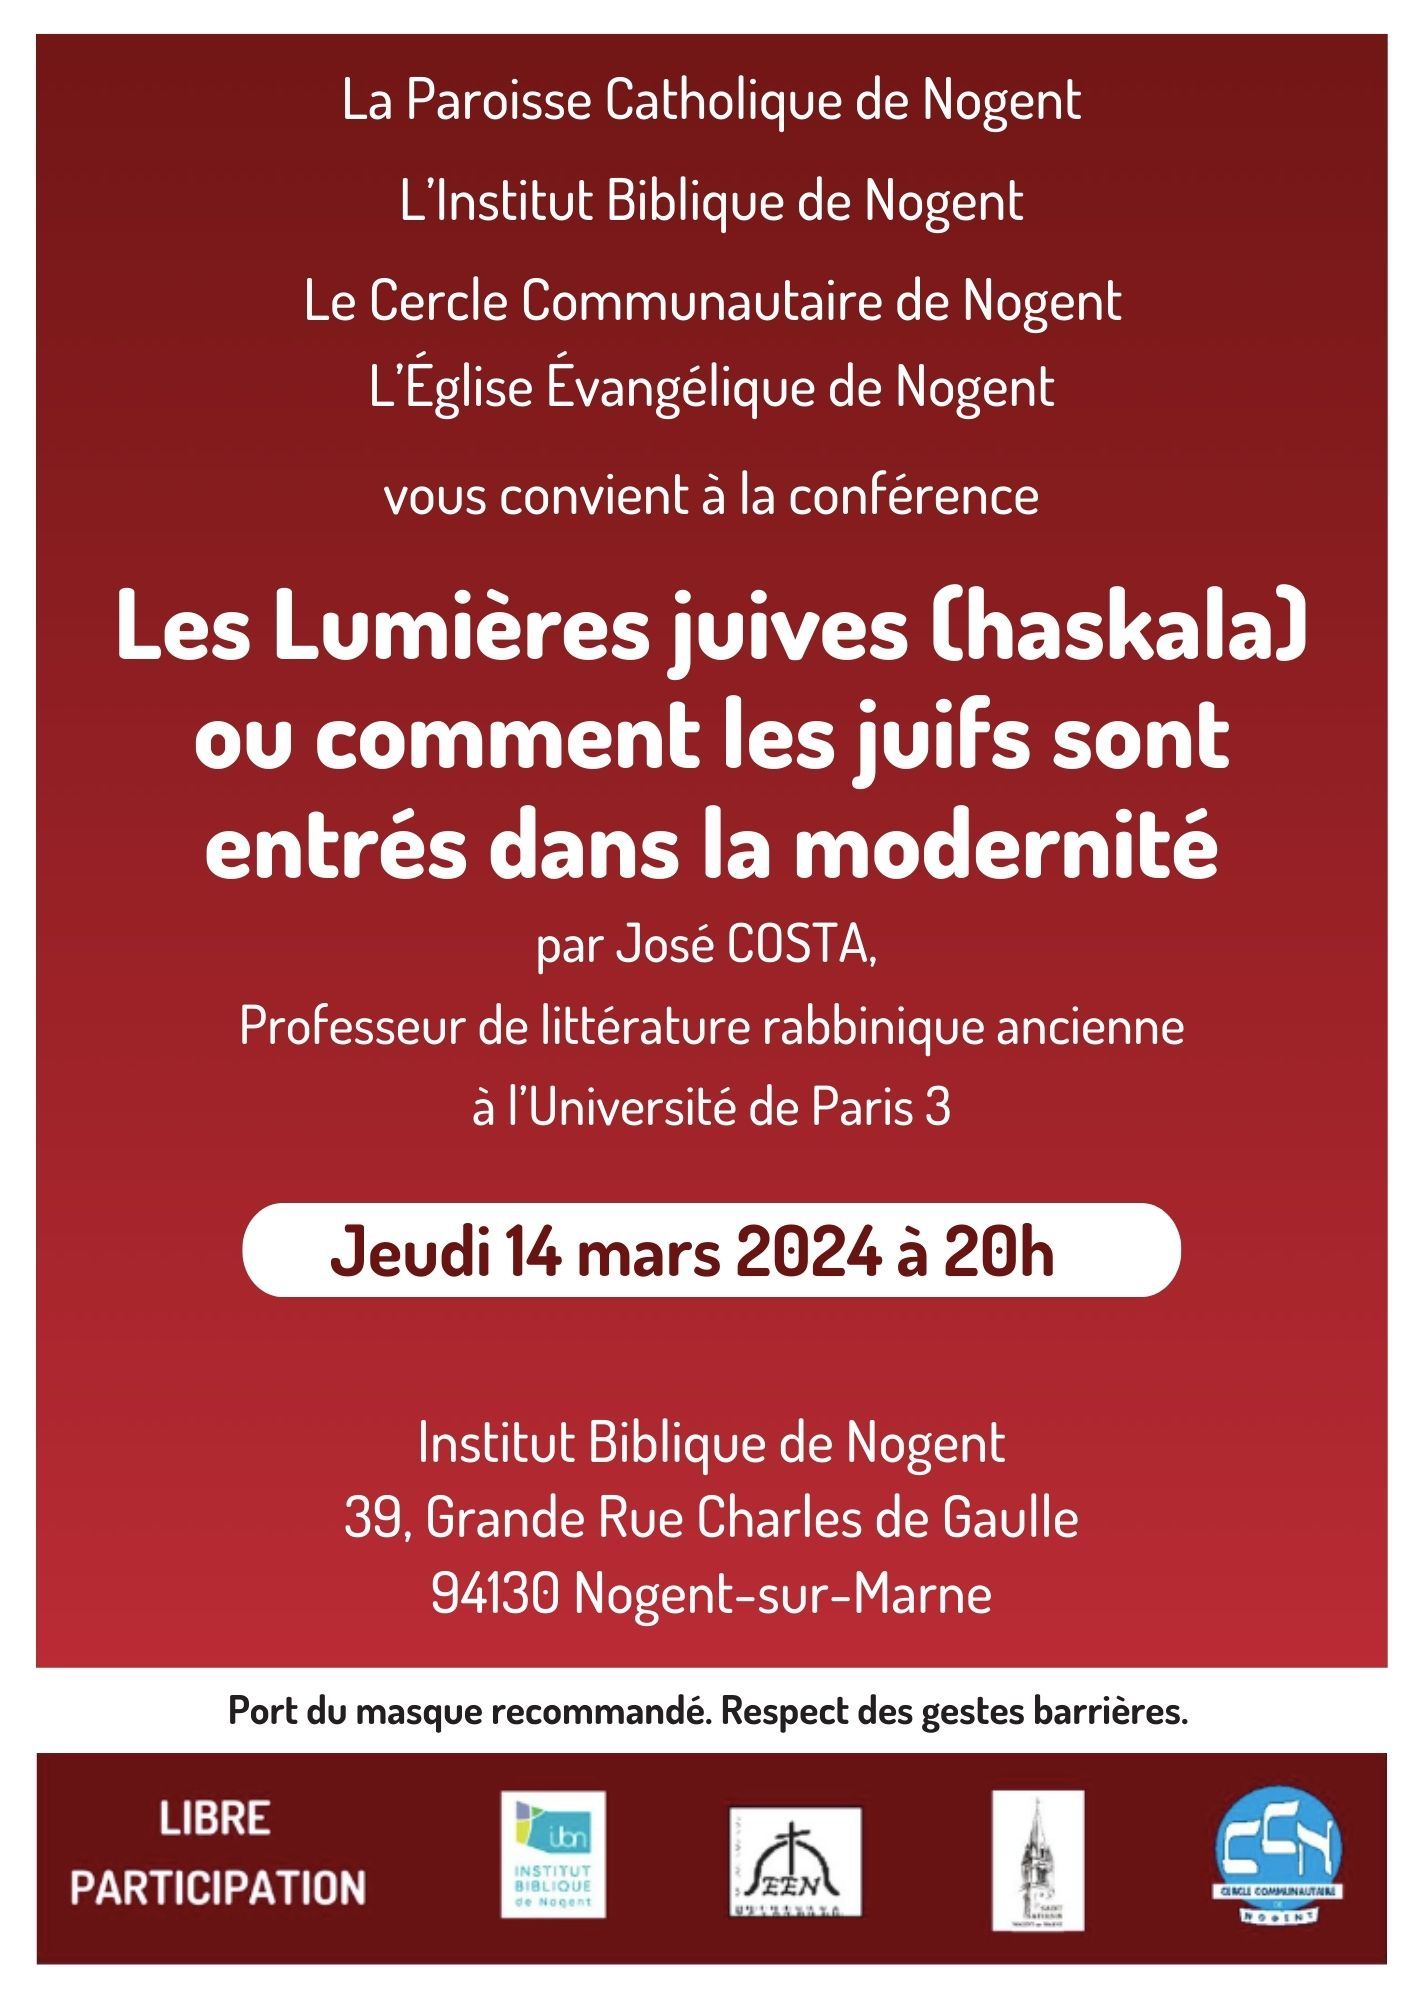 La Paroisse Catholique de Nogent
L’Institut Biblique de Nogent
Le Cercle Communautaire de Nogent
L’Église Évangélique de Nogent
vous convient à la conférence
Les Lumières juives (haskala)
ou comment les juifs sont
entrés dans la modernité
par José COSTA,
Professeur de littérature rabbinique ancienne
à l’Université de Paris 3
Jeudi 14 mars 2024 à 20h
Institut Biblique de Nogent
39, Grande Rue Charles de Gaulle
94130 Nogent-sur-Marne
Port du masque recommandé. Respect des gestes barrières.
LIBRE
PARTICIPATION
ibn
INSTITUT
BIBLIQUE
de Nogent
EEN
SAINT
CCN
CERCLE COMMUNAUTAIRE
DE
NOGENT